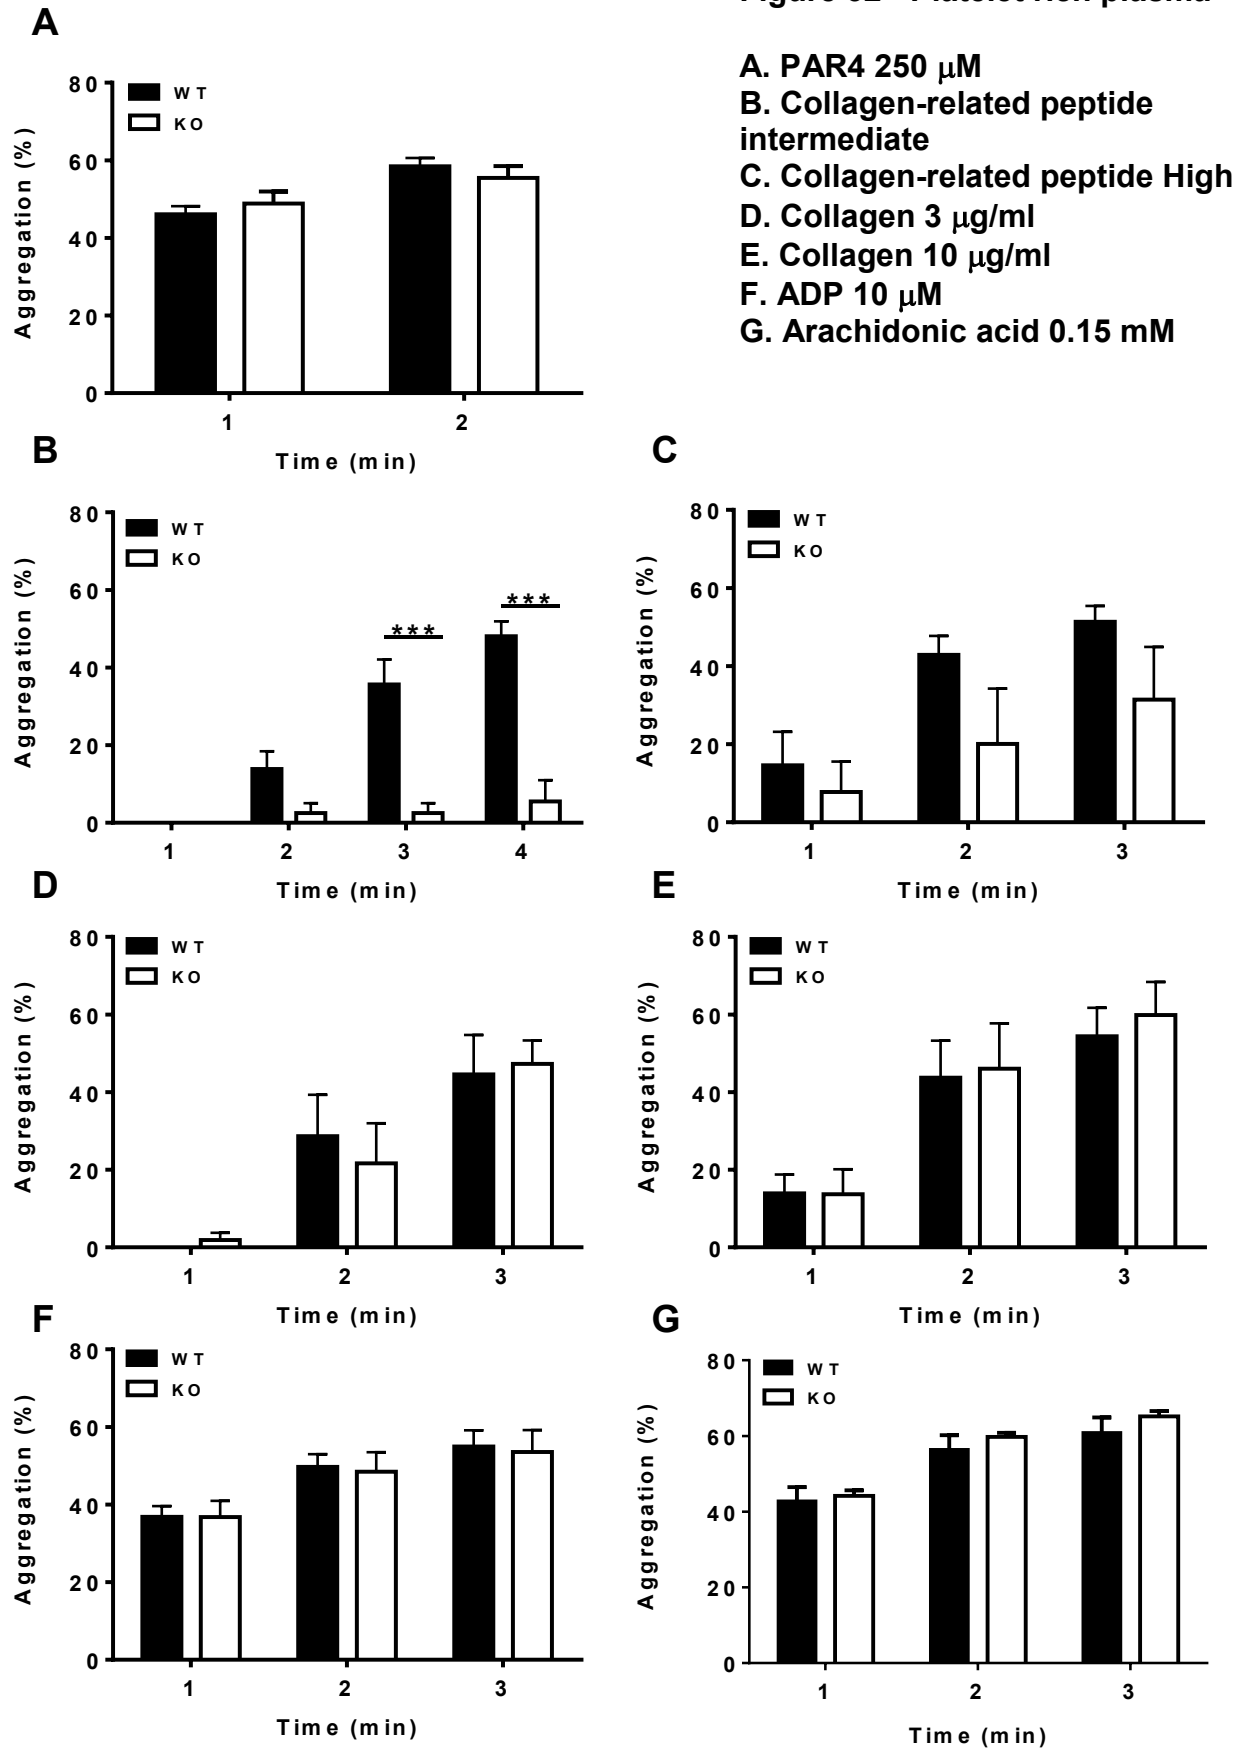 A
A. PAR4 250 μM
B. Collagen-related peptide
intermediate
C. Collagen-related peptide High
D. Collagen 3 μg/ml
E. Collagen 10 μg/ml
F. ADP 10 μM
G. Arachidonic acid 0.15 mM
80
60
40
20
0
Aggregation (%)
WT
KO
1 2
Time (min)
B
80
60
40
20
0
Aggregation (%)
WT
KO
***
***
1 2 3 4
Time (min)
C
80
60
40
20
0
Aggregation (%)
WT
KO
1 2 3
Time (min)
D
80
60
40
20
0
Aggregation (%)
WT
KO
1 2 3
Time (min)
E
80
60
40
20
0
Aggregation (%)
WT
KO
1 2 3
Time (min)
F
80
60
40
20
0
Aggregation (%)
WT
KO
1 2 3
Time (min)
G
80
60
40
20
0
Aggregation (%)
WT
KO
1 2 3
Time (min)